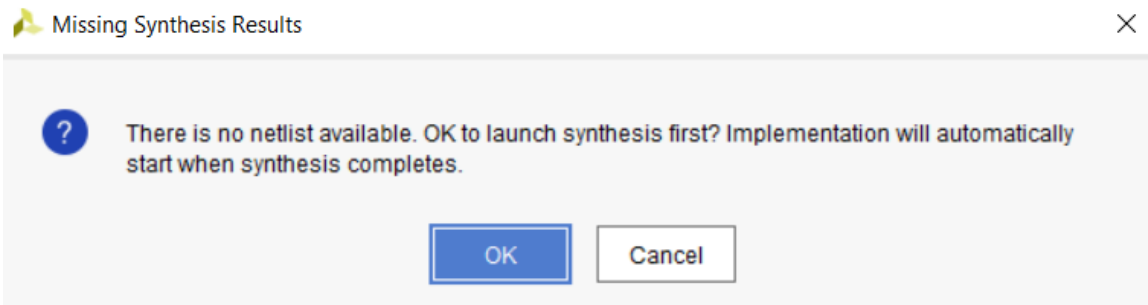 Missing Synthesis Results
?
There is no netlist available. OK to launch synthesis first? Implementation will automatically
start when synthesis completes.
OK
Cancel